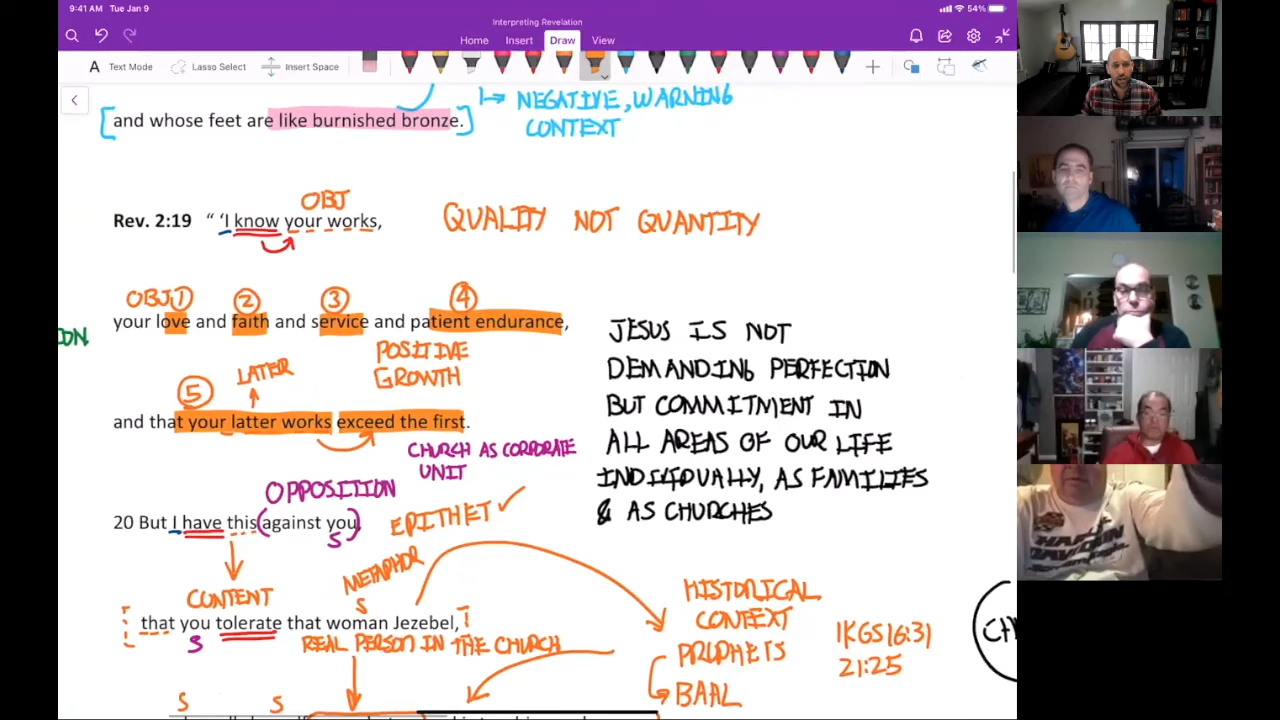 9:41 AM Tue Jan 9
54%
Interpreting Revelation
Home Insert Draw View
Text Mode Lasso Select Insert Space
NEGATIVE, WARNING
and whose feet are like burnished bronze.
CONTEXT
OBJ
Rev. 2:19 “ ‘I know your works,
QUALITY NOT QUANTITY
OBJ 1 2 3 4
your love and faith and service and patient endurance,
POSITIVE
GROWTH
LATER
5
and that your latter works exceed the first.
JESUS IS NOT
DEMANDING PERFECTION
BUT COMMITMENT IN
ALL AREAS OF OUR LIFE
INDIVIDUALLY, AS FAMILIES
& AS CHURCHES
CHURCH AS CORPORATE
UNIT
OPPOSITION
EPITHET ✓
20 But I have this (against you)
S
METAPHOR
CONTENT
S
that you tolerate that woman Jezebel,
S
REAL PERSON IN THE CHURCH
HISTORICAL
CONTEXT
PROPHETS
BAAL
1KGS 16:31
21:25
S S
HARLEY
DAVIDSON